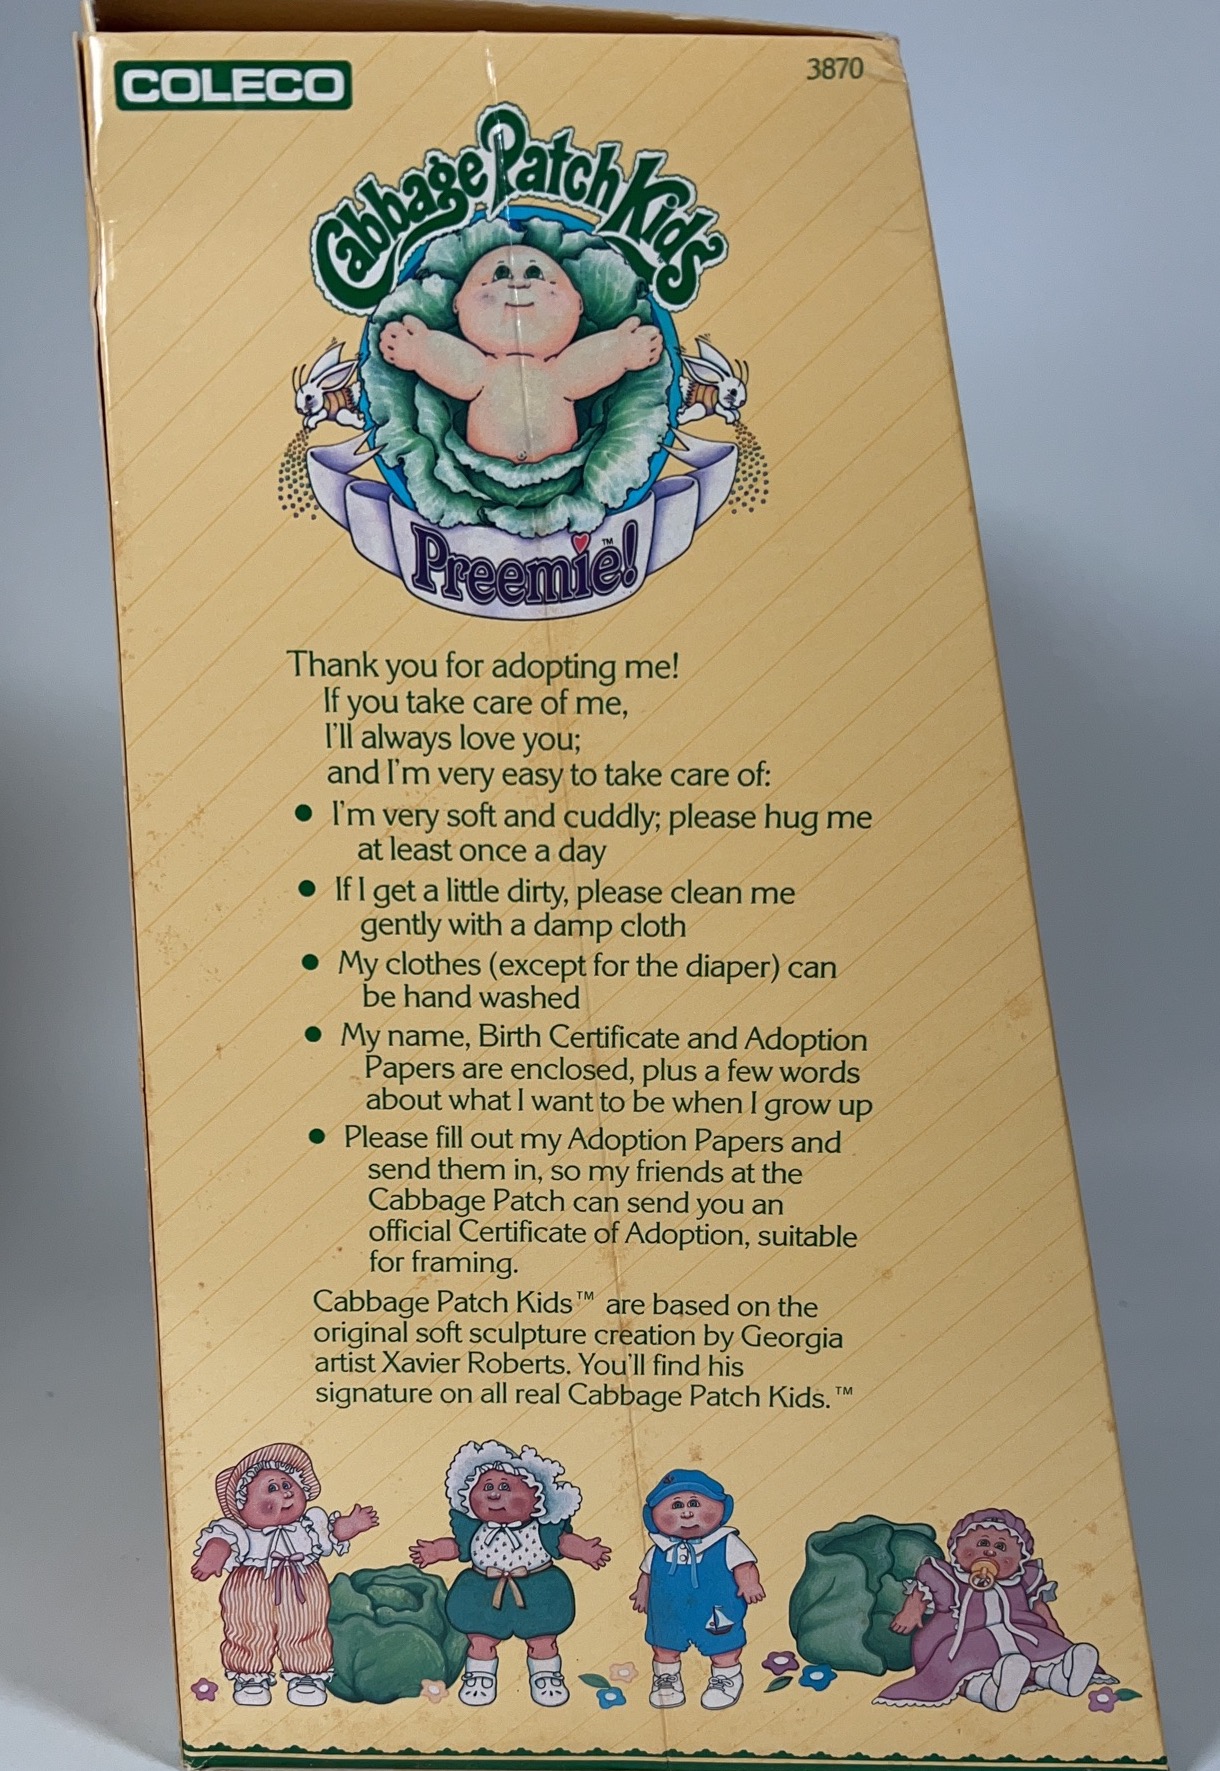 COLECO
3870
Cabbage Patch Kids
Preemie!™
Thank you for adopting me!
If you take care of me,
I'll always love you;
and I'm very easy to take care of:
● I'm very soft and cuddly; please hug me
at least once a day
● If I get a little dirty, please clean me
gently with a damp cloth
● My clothes (except for the diaper) can
be hand washed
● My name, Birth Certificate and Adoption
Papers are enclosed, plus a few words
about what I want to be when I grow up
● Please fill out my Adoption Papers and
send them in, so my friends at the
Cabbage Patch can send you an
official Certificate of Adoption, suitable
for framing.
Cabbage Patch Kids™ are based on the
original soft sculpture creation by Georgia
artist Xavier Roberts. You'll find his
signature on all real Cabbage Patch Kids.™